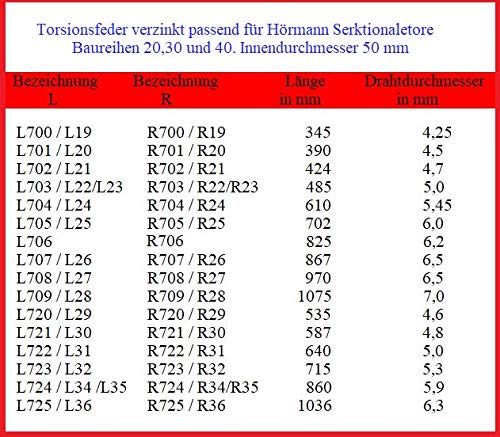 Torsionsfeder verzinkt passend für Hörmann Serktionaletore
Baureihen 20,30 und 40. Innendurchmesser 50 mm
Bezeichnung Bezeichnung Länge Drahtdurchmesser
L R in mm in mm
L700 / L19 R700 / R19 345 4,25
L701 / L20 R701 / R20 390 4,5
L702 / L21 R702 / R21 424 4,7
L703 / L22/L23 R703 / R22/R23 485 5,0
L704 / L24 R704 / R24 610 5,45
L705 / L25 R705 / R25 702 6,0
L706 R706 825 6,2
L707 / L26 R707 / R26 867 6,5
L708 / L27 R708 / R27 970 6,5
L709 / L28 R709 / R28 1075 7,0
L720 / L29 R720 / R29 535 4,6
L721 / L30 R721 / R30 587 4,8
L722 / L31 R722 / R31 640 5,0
L723 / L32 R723 / R32 715 5,3
L724 / L34 /L35 R724 / R34/R35 860 5,9
L725 / L36 R725 / R36 1036 6,3